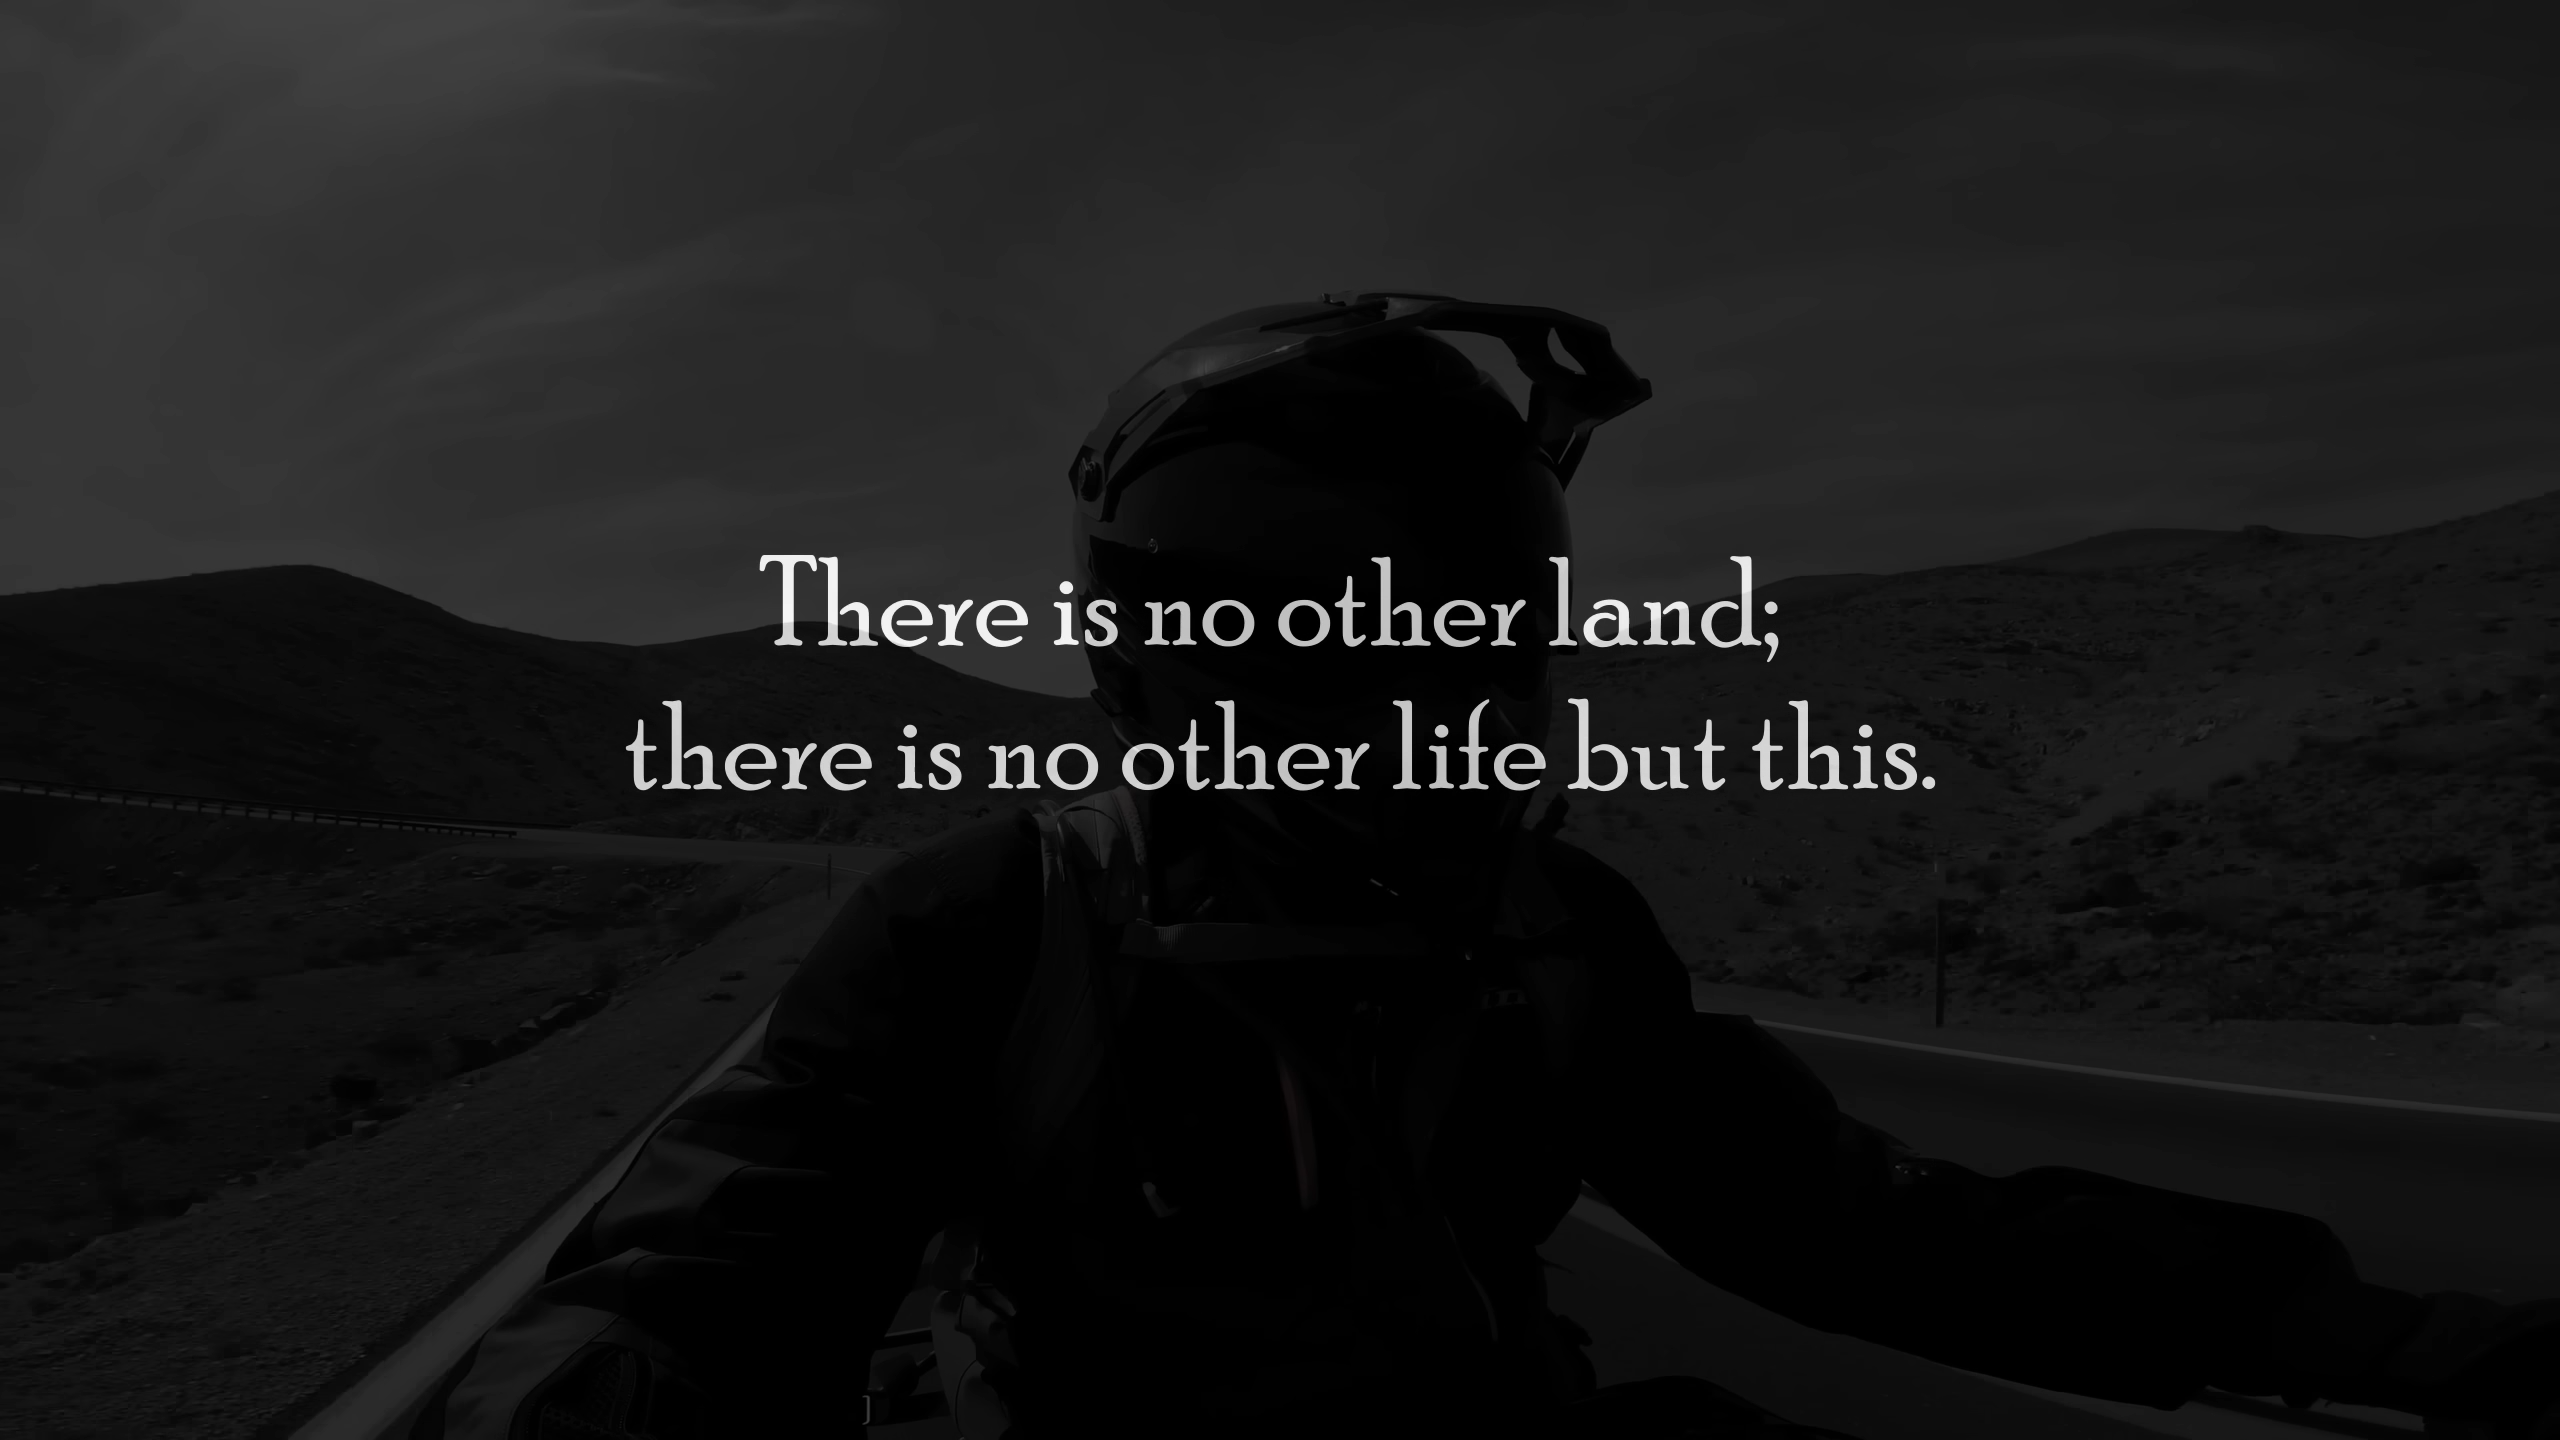 There is no other land;
there is no other life but this.